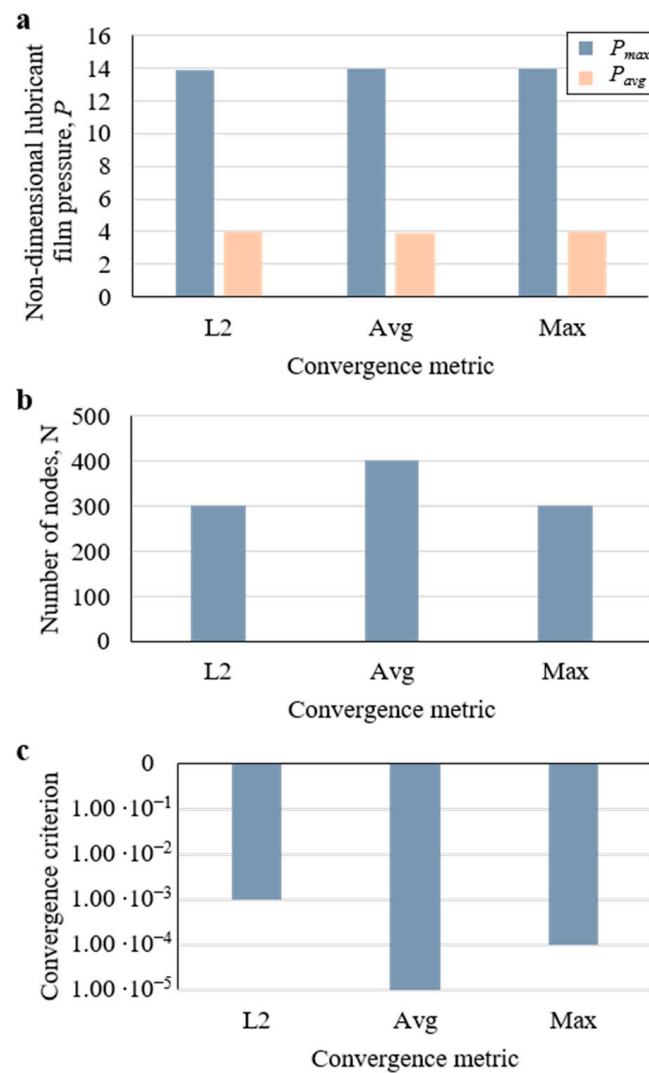 a
Non-dimensional lubricant
film pressure, P
16
14
12
10
8
6
4
2
0
P_max
P_avg
L2 Avg Max
Convergence metric
b
Number of nodes, N
500
400
300
200
100
0
L2 Avg Max
Convergence metric
c
Convergence criterion
0
1.00 ·10⁻¹
1.00 ·10⁻²
1.00 ·10⁻³
1.00 ·10⁻⁴
1.00 ·10⁻⁵
L2 Avg Max
Convergence metric